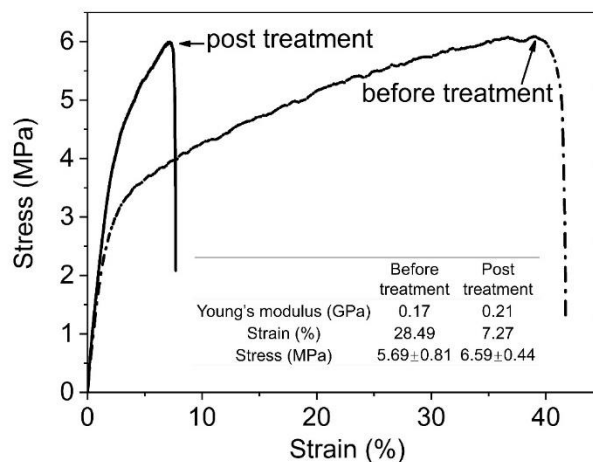 post treatment
before treatment
Stress (MPa)
6
5
4
3
2
1
0
Before Post
treatment treatment
Young's modulus (GPa) 0.17 0.21
Strain (%) 28.49 7.27
Stress (MPa) 5.69±0.81 6.59±0.44
0 10 20 30 40
Strain (%)